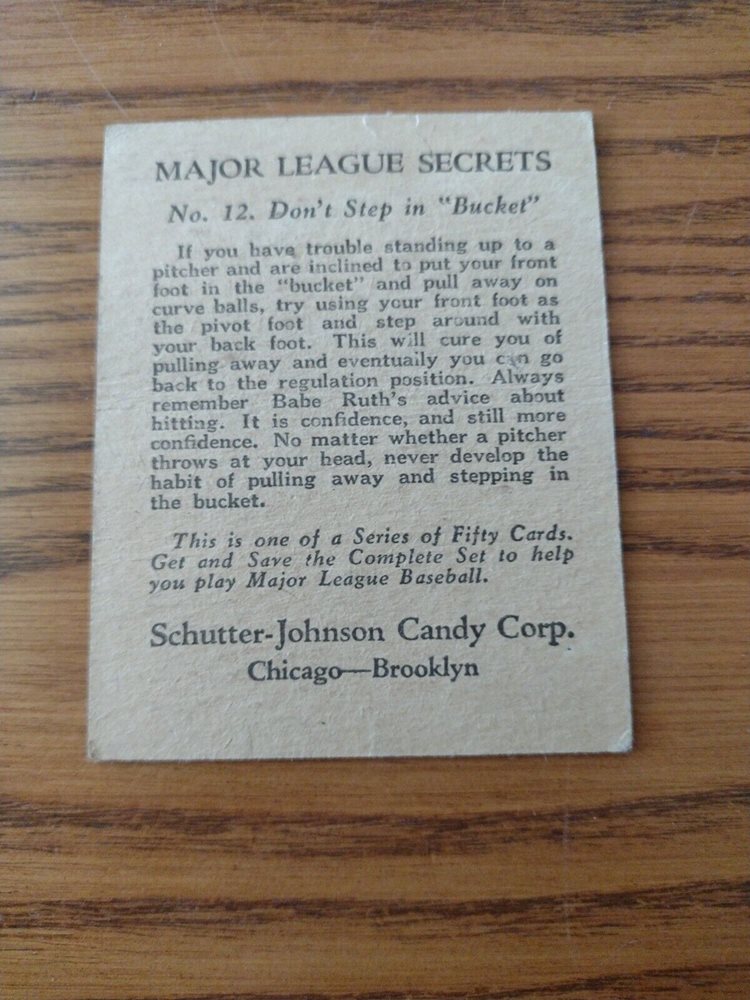 MAJOR LEAGUE SECRETS
No. 12. Don't Step in "Bucket"
If you have trouble standing up to a
pitcher and are inclined to put your front
foot in the "bucket" and pull away on
curve balls, try using your front foot as
the pivot foot and step around with
your back foot. This will cure you of
pulling away and eventually you can go
back to the regulation position. Always
remember Babe Ruth's advice about
hitting. It is confidence, and still more
confidence. No matter whether a pitcher
throws at your head, never develop the
habit of pulling away and stepping in
the bucket.
This is one of a Series of Fifty Cards.
Get and Save the Complete Set to help
you play Major League Baseball.
Schutter-Johnson Candy Corp.
Chicago—Brooklyn